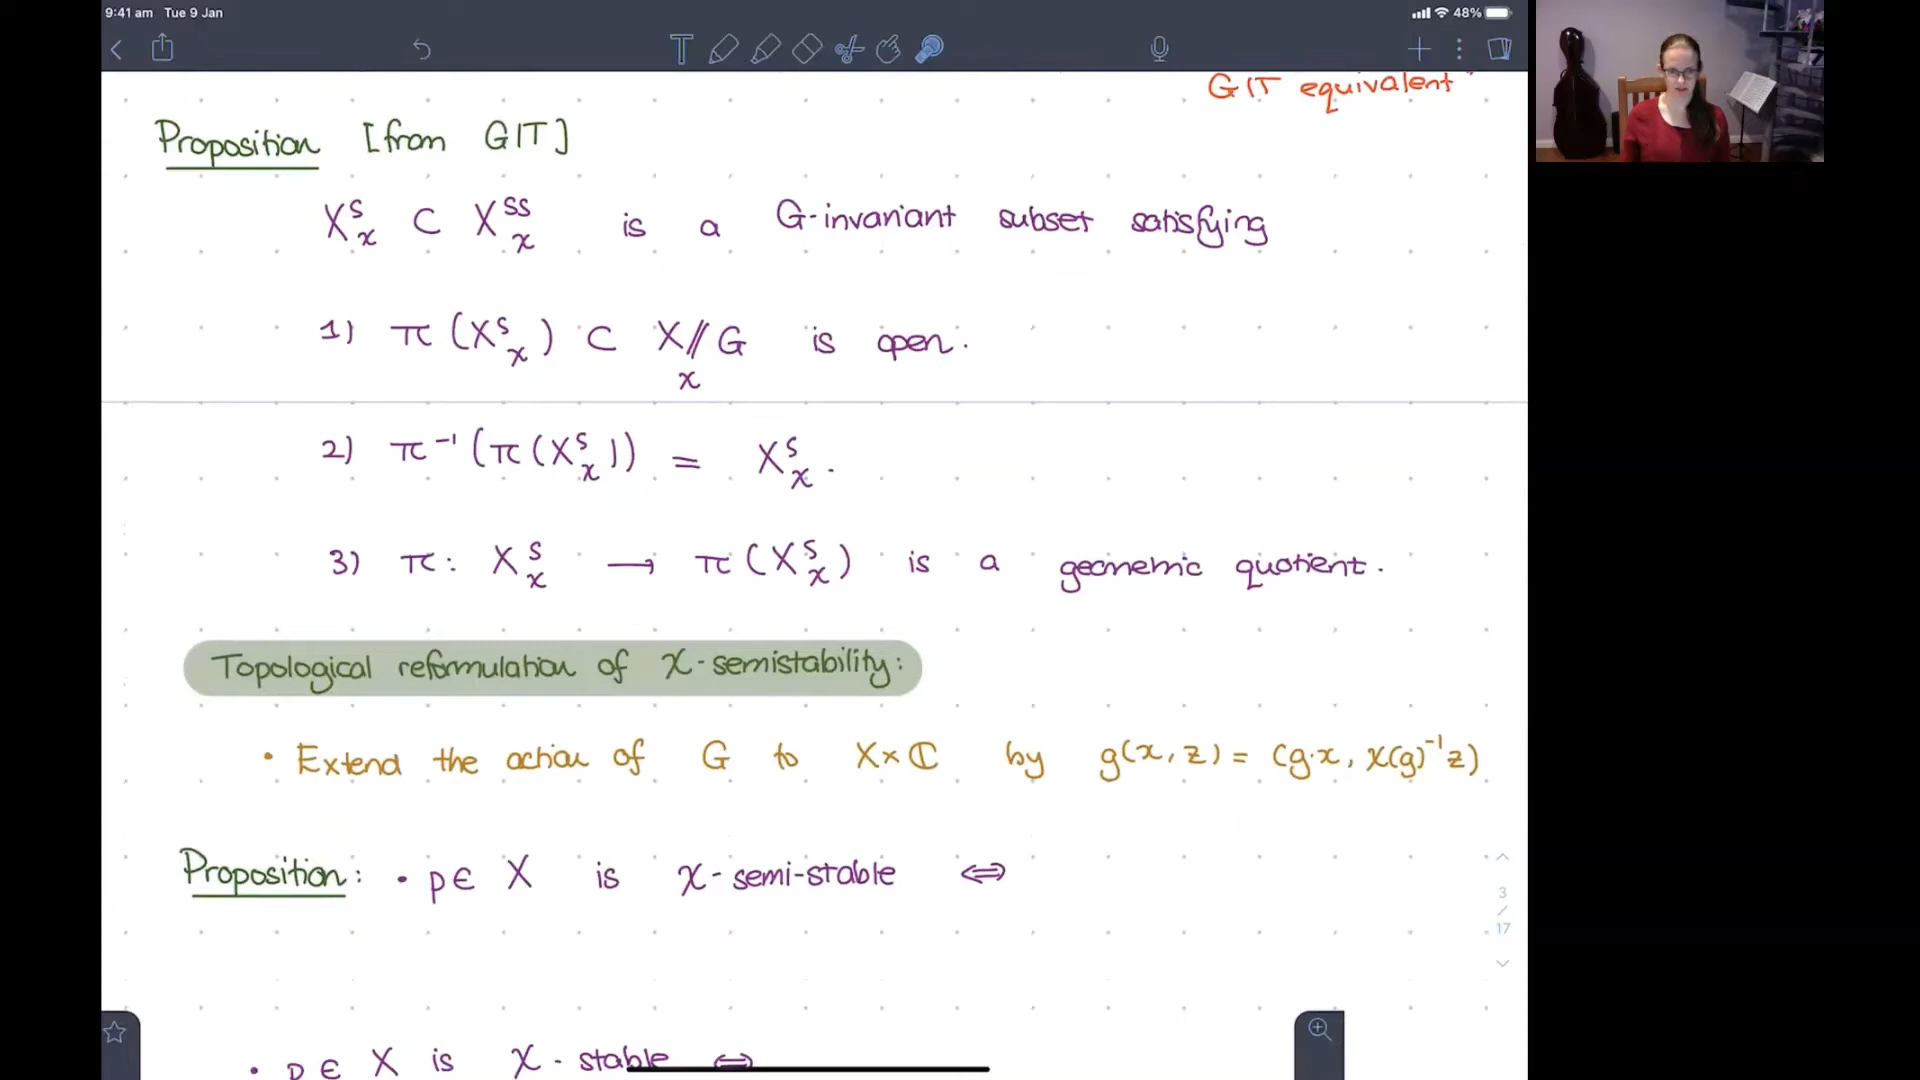 9:41 am Tue 9 Jan
48%
GIT equivalent
Proposition [from GIT]
X^s_χ ⊂ X^ss_χ is a G-invariant subset satisfying
1) π(X^s_χ) ⊂ X//_χ G is open.
2) π⁻¹(π(X^s_χ)) = X^s_χ.
3) π: X^s_χ → π(X^s_χ) is a geometric quotient.
Topological reformulation of χ-semistability:
• Extend the action of G to X×ℂ by g(x, z) = (g·x, χ(g)⁻¹z)
Proposition: • p∈ X is χ-semi-stable ⇔
3
/
17
• p∈ X is χ-stable ⇔